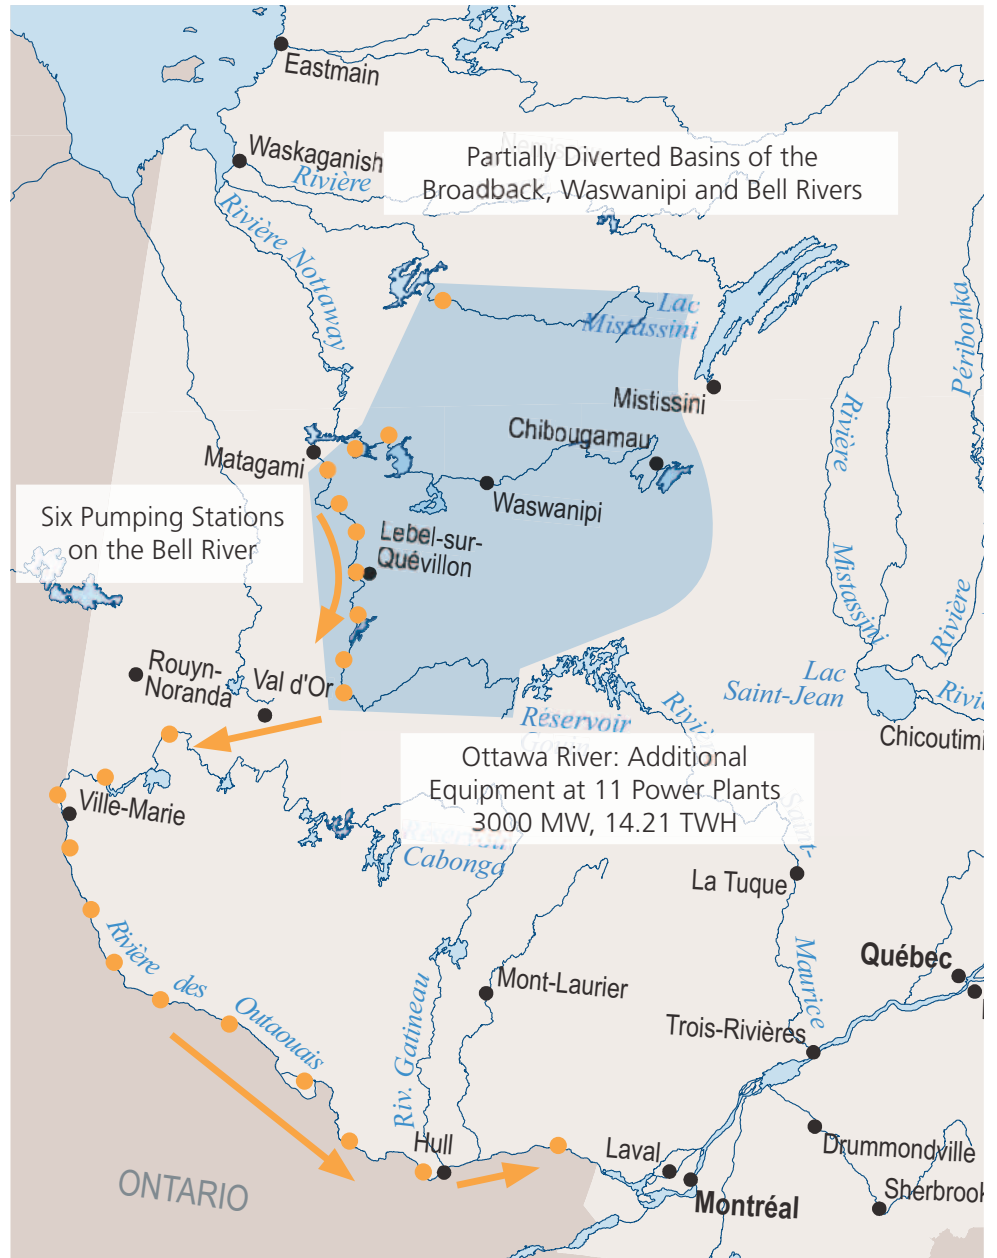 Eastmain
Waskaganish
Rivière
Partially Diverted Basins of the
Broadback, Waswanipi and Bell Rivers
Rivière Nottaway
Lac
Mistassini
Péribonka
Mistissini
Rivière
Mistassini
Chibougamau
Matagami
Waswanipi
Six Pumping Stations
on the Bell River
Lebel-sur-
Quévillon
Rivière
Rouyn-
Noranda
Val d'Or
Lac
Saint-Jean
Réservoir
Gouin
Rivière
Chicoutimi
Ottawa River: Additional
Equipment at 11 Power Plants
3000 MW, 14.21 TWH
Ville-Marie
Réservoir
Cabonga
Saint-
Maurice
La Tuque
Rivière des Outaouais
Riv. Gatineau
Mont-Laurier
Québec
Trois-Rivières
Hull
Laval
Drummondville
Montréal
Sherbrook
ONTARIO